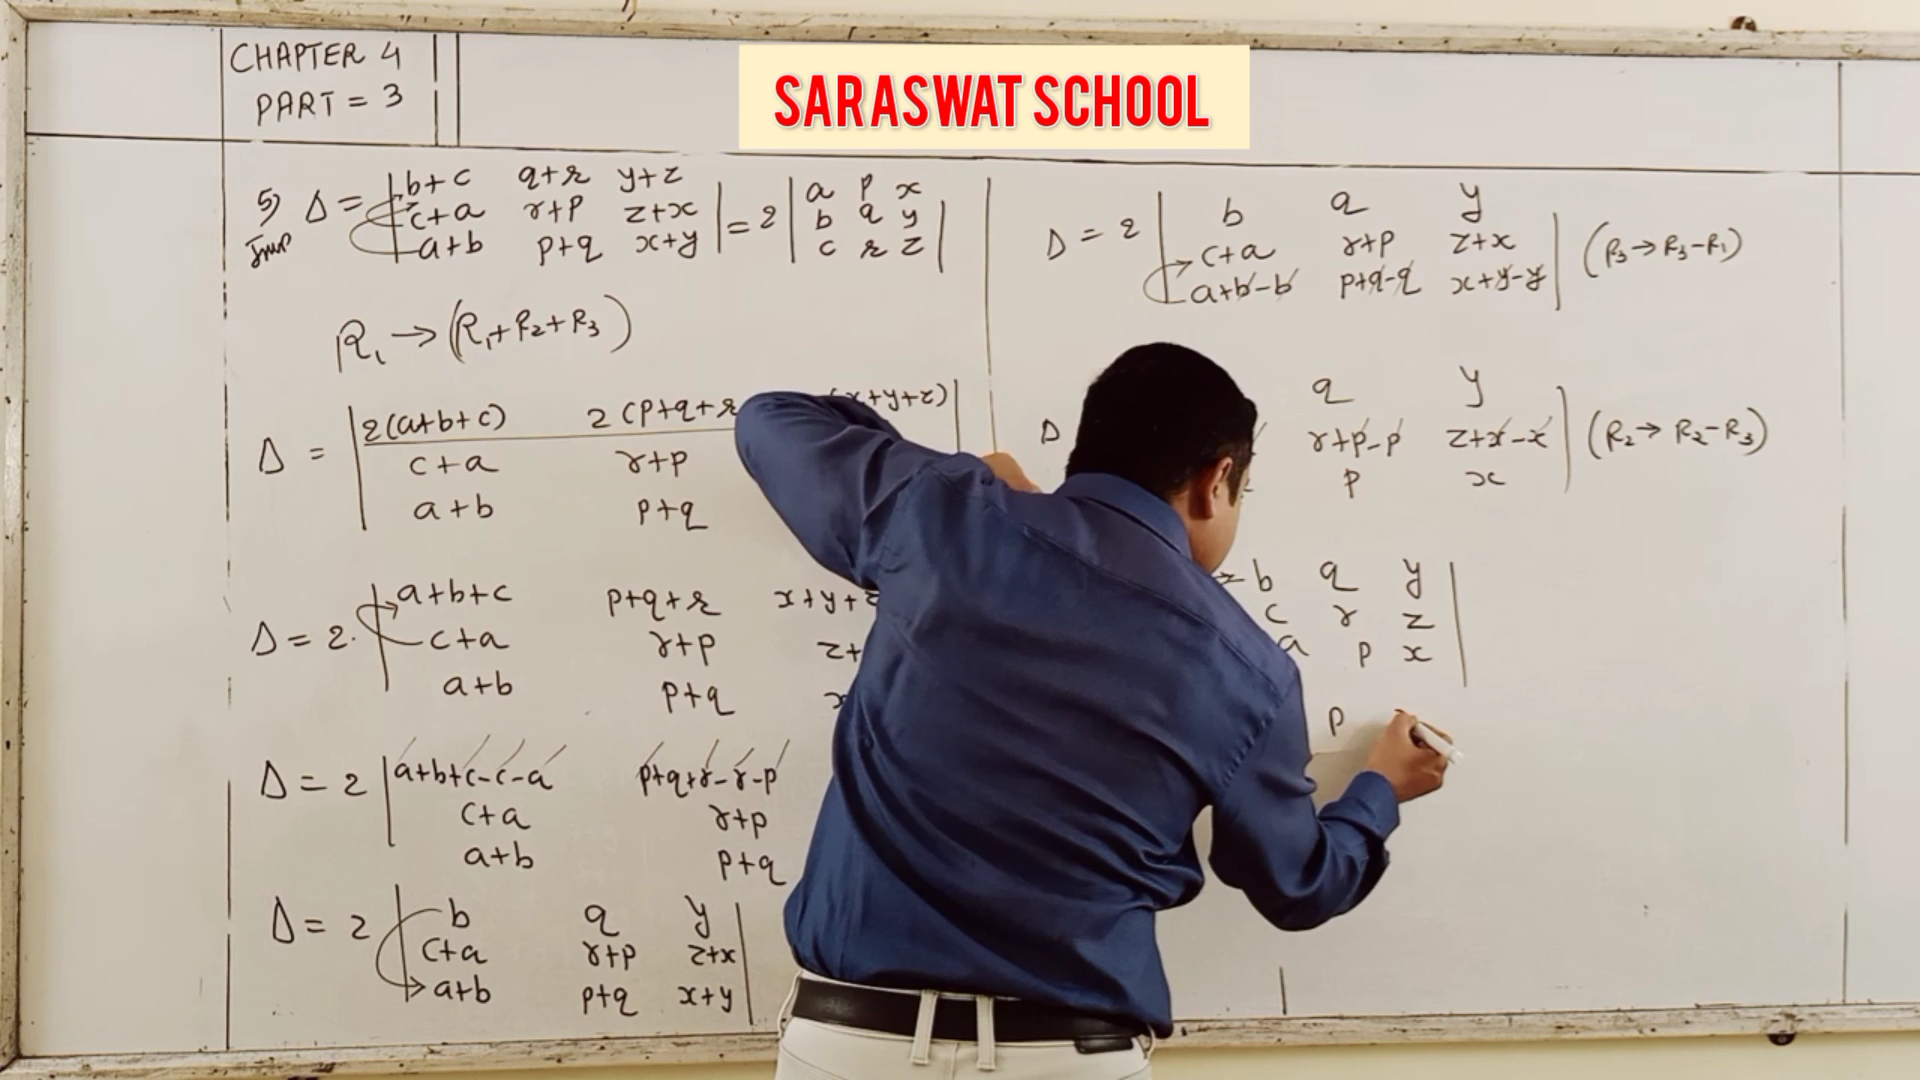 CHAPTER 4
PART = 3
SARASWAT SCHOOL
5) Δ = | b+c q+r y+z
Imp c+a r+p z+x
a+b p+q x+y | = 2 | a p x
b q y
c r z |
R₁ → (R₁+R₂+R₃)
Δ = | 2(a+b+c) 2(p+q+r (x+y+z) |
c+a r+p
a+b p+q
Δ = 2. | a+b+c p+q+r x+y+z
c+a r+p z+
a+b p+q
Δ = 2 | a+b+c-c-a p+q+r-r-p
c+a r+p
a+b p+q
Δ = 2 | b q y |
c+a r+p z+x
a+b p+q x+y
Δ = 2 | b q y
c+a r+p z+x | (R₃→R₃-R₁)
a+b-b p+q-q x+y-y
Δ q y
r+p-p z+x-x | (R₂→R₂-R₃)
p x
b q y |
c r z
a p x
p